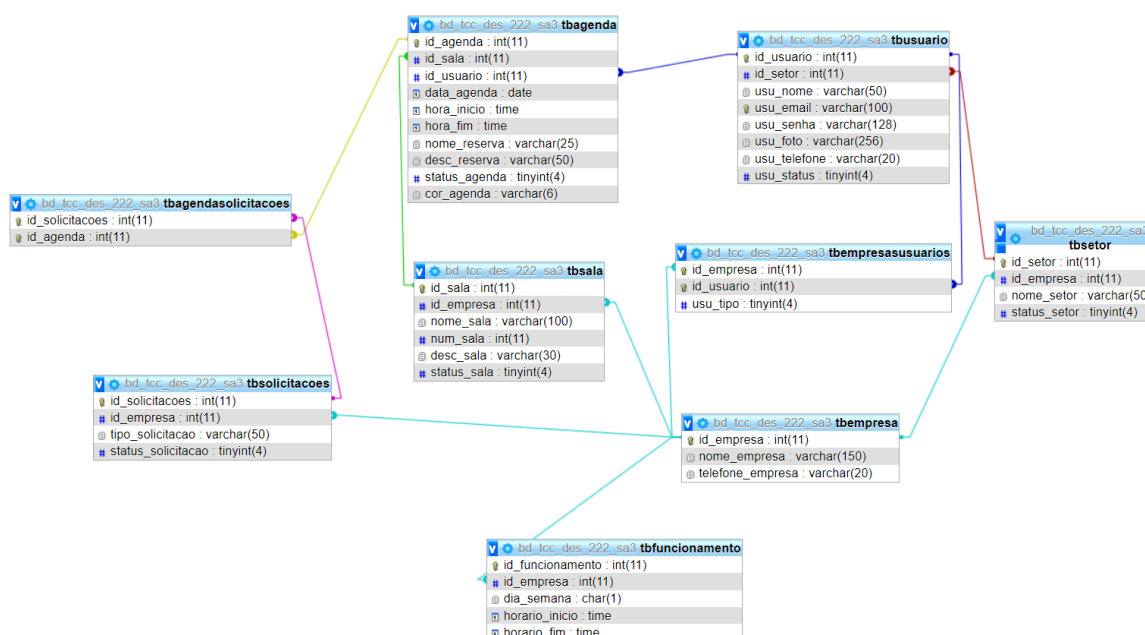 bd_tcc_des_222_sa3 tbagenda
id_agenda : int(11)
id_sala : int(11)
id_usuario : int(11)
data_agenda : date
hora_inicio : time
hora_fim : time
nome_reserva : varchar(25)
desc_reserva : varchar(50)
status_agenda : tinyint(4)
cor_agenda : varchar(6)
bd_tcc_des_222_sa3 tbusuario
id_usuario : int(11)
id_setor : int(11)
usu_nome : varchar(50)
usu_email : varchar(100)
usu_senha : varchar(128)
usu_foto : varchar(256)
usu_telefone : varchar(20)
usu_status : tinyint(4)
bd_tcc_des_222_sa3 tbagendasolicitacoes
id_solicitacoes : int(11)
id_agenda : int(11)
bd_tcc_des_222_sa3
tbsetor
id_setor : int(11)
id_empresa : int(11)
nome_setor : varchar(50
status_setor : tinyint(4)
bd_tcc_des_222_sa3 tbempresasusuarios
id_empresa : int(11)
id_usuario : int(11)
usu_tipo : tinyint(4)
bd_tcc_des_222_sa3 tbsala
id_sala : int(11)
id_empresa : int(11)
nome_sala : varchar(100)
num_sala : int(11)
desc_sala : varchar(30)
status_sala : tinyint(4)
bd_tcc_des_222_sa3 tbsolicitacoes
id_solicitacoes : int(11)
id_empresa : int(11)
tipo_solicitacao : varchar(50)
status_solicitacao : tinyint(4)
bd_tcc_des_222_sa3 tbempresa
id_empresa : int(11)
nome_empresa : varchar(150)
telefone_empresa : varchar(20)
bd_tcc_des_222_sa3 tbfuncionamento
id_funcionamento : int(11)
id_empresa : int(11)
dia_semana : char(1)
horario_inicio : time
horario_fim : time